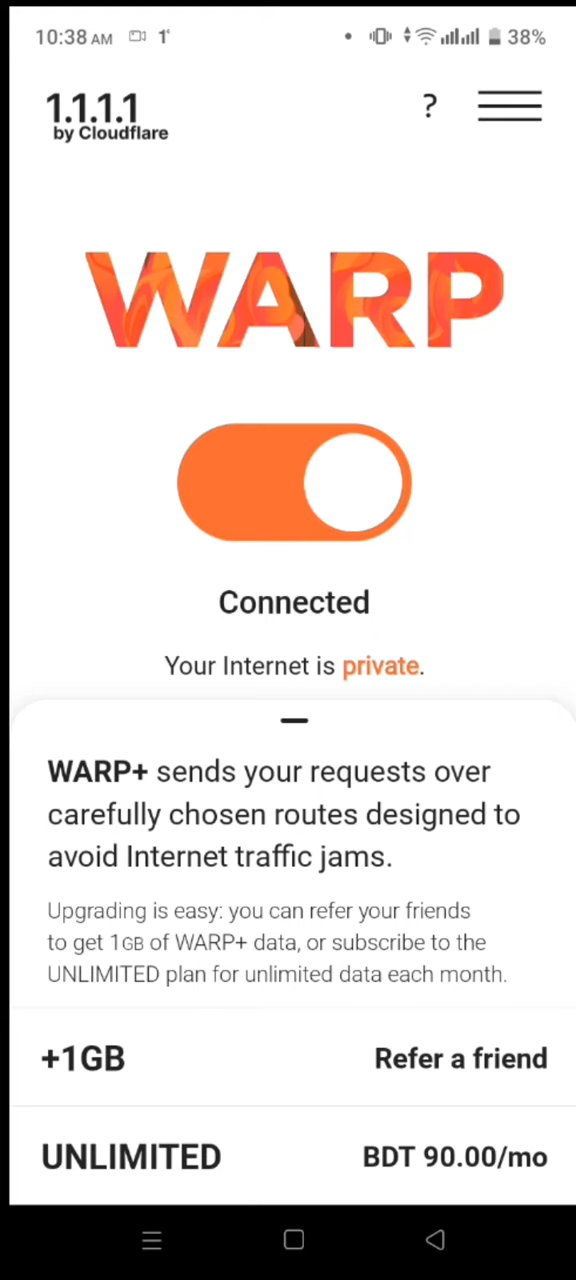 10:38 AM 38%
1.1.1.1 ?
by Cloudflare
WARP
Connected
Your Internet is private.
WARP+ sends your requests over
carefully chosen routes designed to
avoid Internet traffic jams.
Upgrading is easy: you can refer your friends
to get 1GB of WARP+ data, or subscribe to the
UNLIMITED plan for unlimited data each month.
+1GB Refer a friend
UNLIMITED BDT 90.00/mo